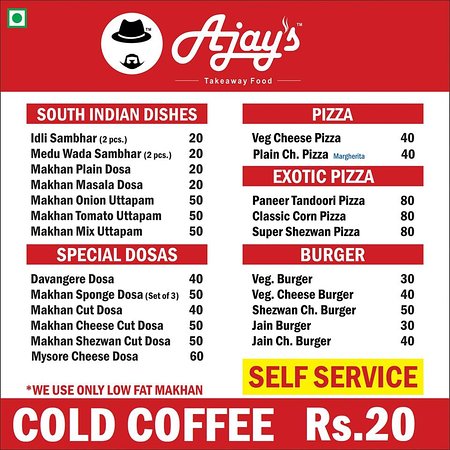 Ajay's TM
Takeaway Food
SOUTH INDIAN DISHES
Idli Sambhar (2 pcs.) 20
Medu Wada Sambhar (2 pcs.) 20
Makhan Plain Dosa 20
Makhan Masala Dosa 20
Makhan Onion Uttapam 50
Makhan Tomato Uttapam 50
Makhan Mix Uttapam 50
SPECIAL DOSAS
Davangere Dosa 40
Makhan Sponge Dosa (Set of 3) 50
Makhan Cut Dosa 40
Makhan Cheese Cut Dosa 50
Makhan Shezwan Cut Dosa 50
Mysore Cheese Dosa 60
*WE USE ONLY LOW FAT MAKHAN
PIZZA
Veg Cheese Pizza 40
Plain Ch. Pizza Margherita 40
EXOTIC PIZZA
Paneer Tandoori Pizza 80
Classic Corn Pizza 80
Super Shezwan Pizza 80
BURGER
Veg. Burger 30
Veg. Cheese Burger 40
Shezwan Ch. Burger 50
Jain Burger 30
Jain Ch. Burger 40
SELF SERVICE
COLD COFFEE Rs.20